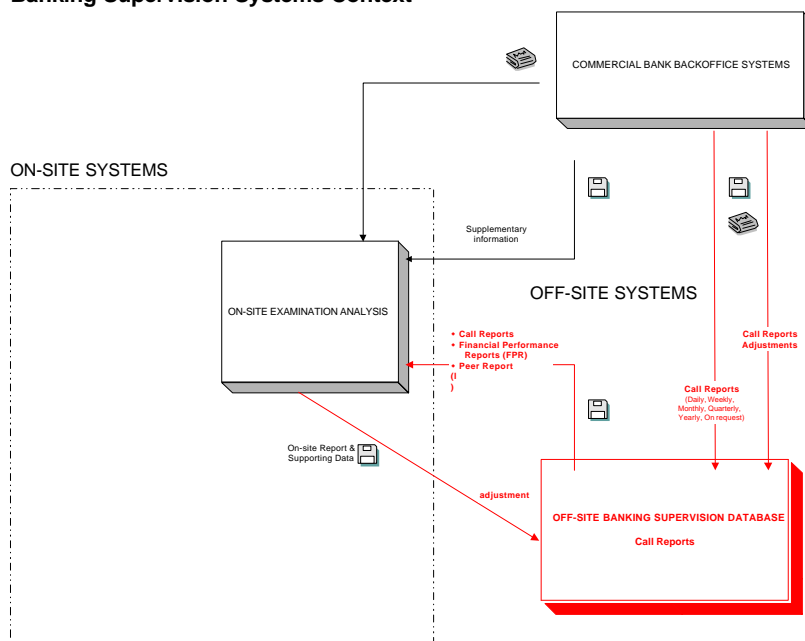 Banking Supervision Systems Context
COMMERCIAL BANK BACKOFFICE SYSTEMS
ON-SITE SYSTEMS
Supplementary
information
ON-SITE EXAMINATION ANALYSIS
OFF-SITE SYSTEMS
• Call Reports
• Financial Performance
Reports (FPR)
• Peer Report
(I
)
Call Reports
Adjustments
Call Reports
(Daily, Weekly,
Monthly, Quarterly,
Yearly, On request)
On-site Report &
Supporting Data
adjustment
OFF-SITE BANKING SUPERVISION DATABASE
Call Reports